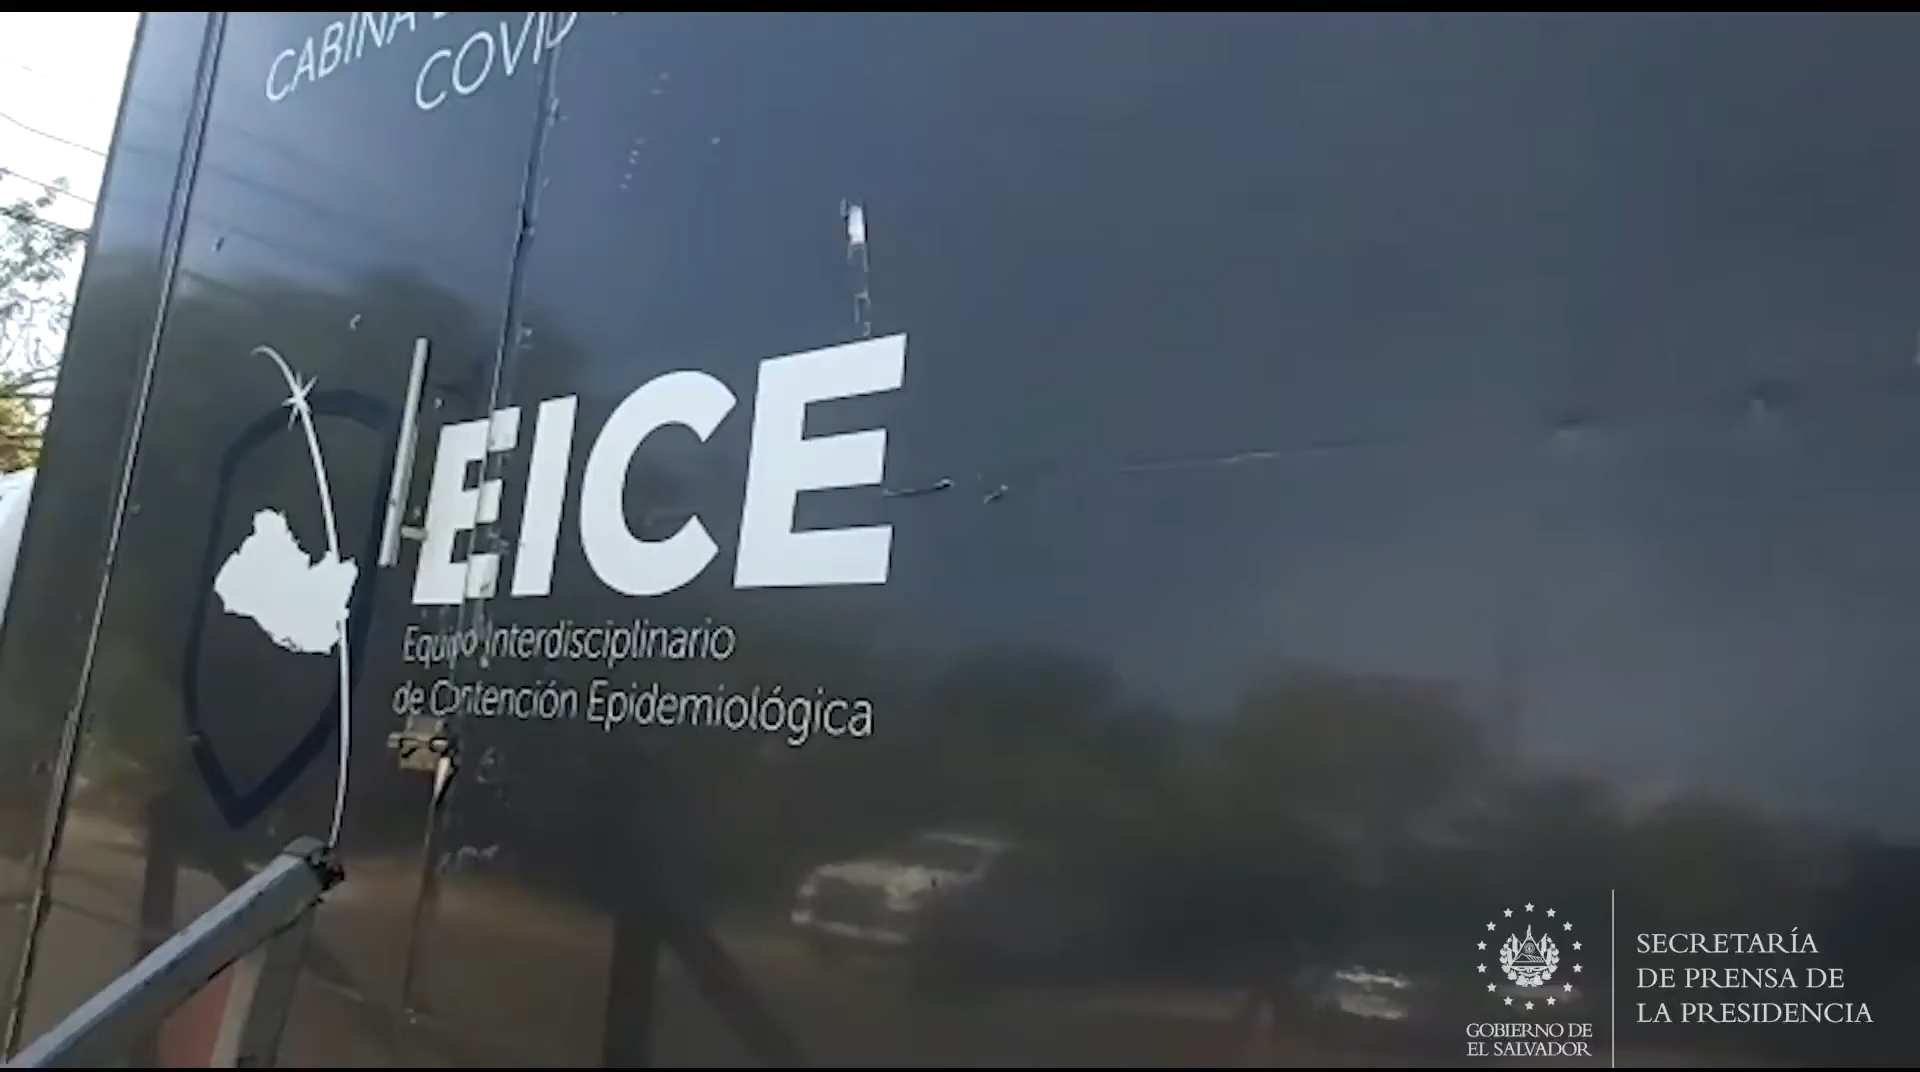 CABINA
COVID
EICE
Equipo Interdisciplinario
de Contención Epidemiológica
SECRETARÍA
DE PRENSA DE
LA PRESIDENCIA
GOBIERNO DE
EL SALVADOR